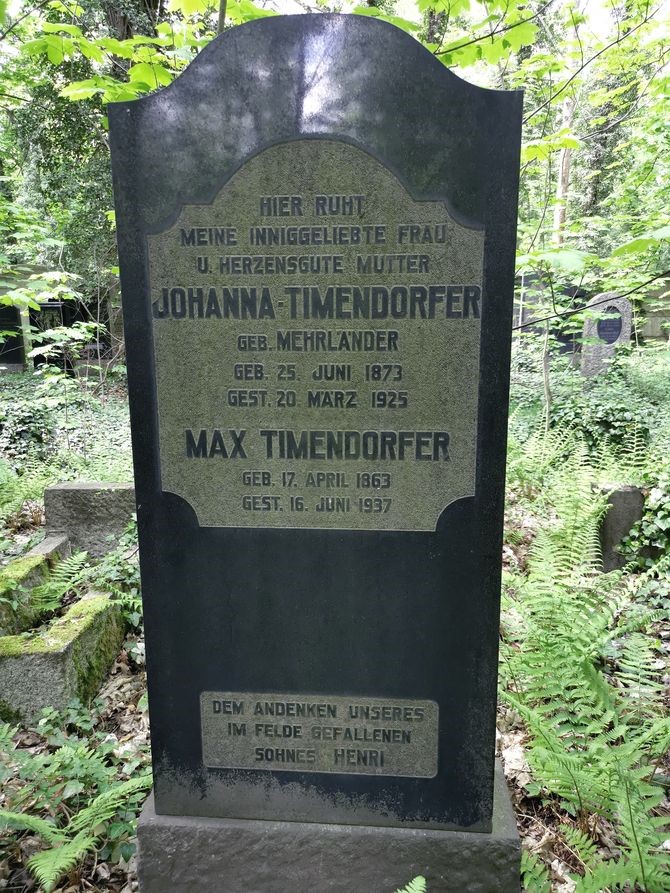 HIER RUHT
MEINE INNIGGELIEBTE FRAU
U. HERZENSGUTE MUTTER
JOHANNA-TIMENDORFER
GEB. MEHRLÄNDER
GEB. 25. JUNI 1873
GEST. 20 MÄRZ 1925
MAX TIMENDORFER
GEB. 17. APRIL 1863
GEST. 16. JUNI 1937
DEM ANDENKEN UNSERES
IM FELDE GEFALLENEN
SOHNES HENRI